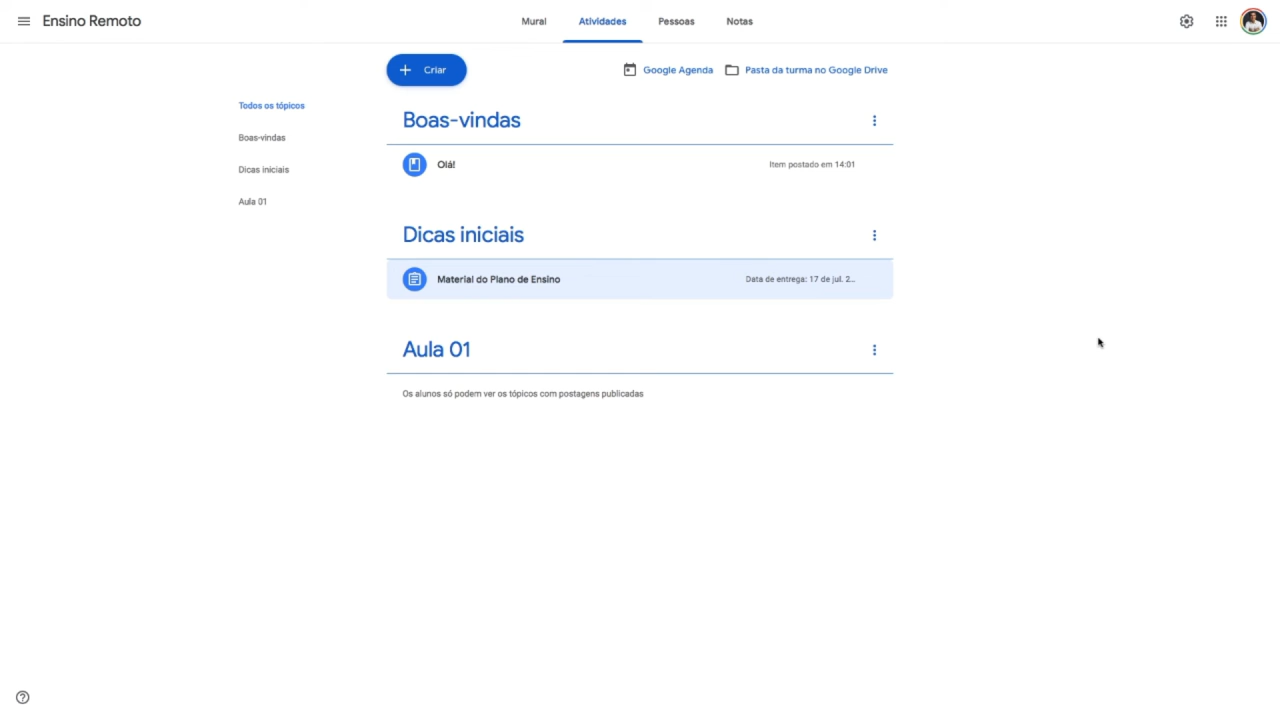 Ensino Remoto
Mural
Atividades
Pessoas
Notas
Criar
Google Agenda
Pasta da turma no Google Drive
Todos os tópicos
Boas-vindas
Dicas iniciais
Aula 01
Boas-vindas
Olá!
Item postado em 14:01
Dicas iniciais
Material do Plano de Ensino
Data de entrega: 17 de jul. 2...
Aula 01
Os alunos só podem ver os tópicos com postagens publicadas